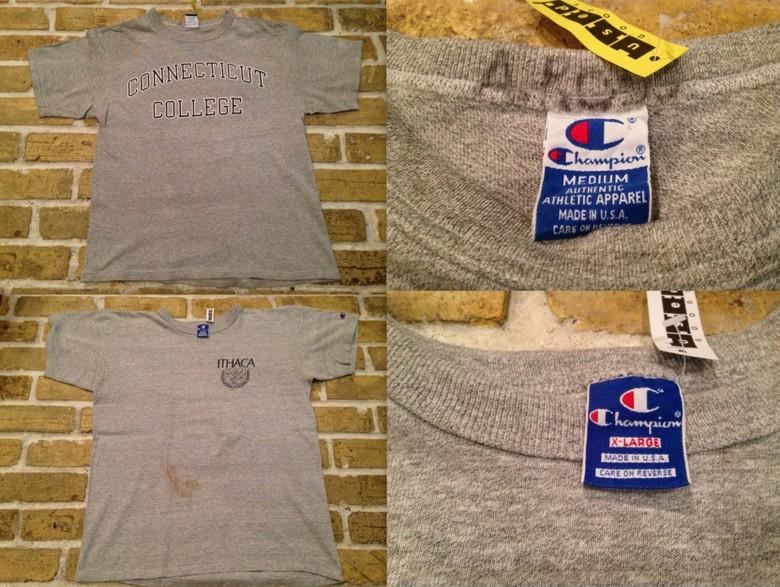 CONNECTICUT
COLLEGE
Champion
MEDIUM
AUTHENTIC
ATHLETIC APPAREL
MADE IN U.S.A.
CARE ON REVERSE
ITHACA
Champion
X-LARGE
MADE IN U.S.A.
CARE ON REVERSE